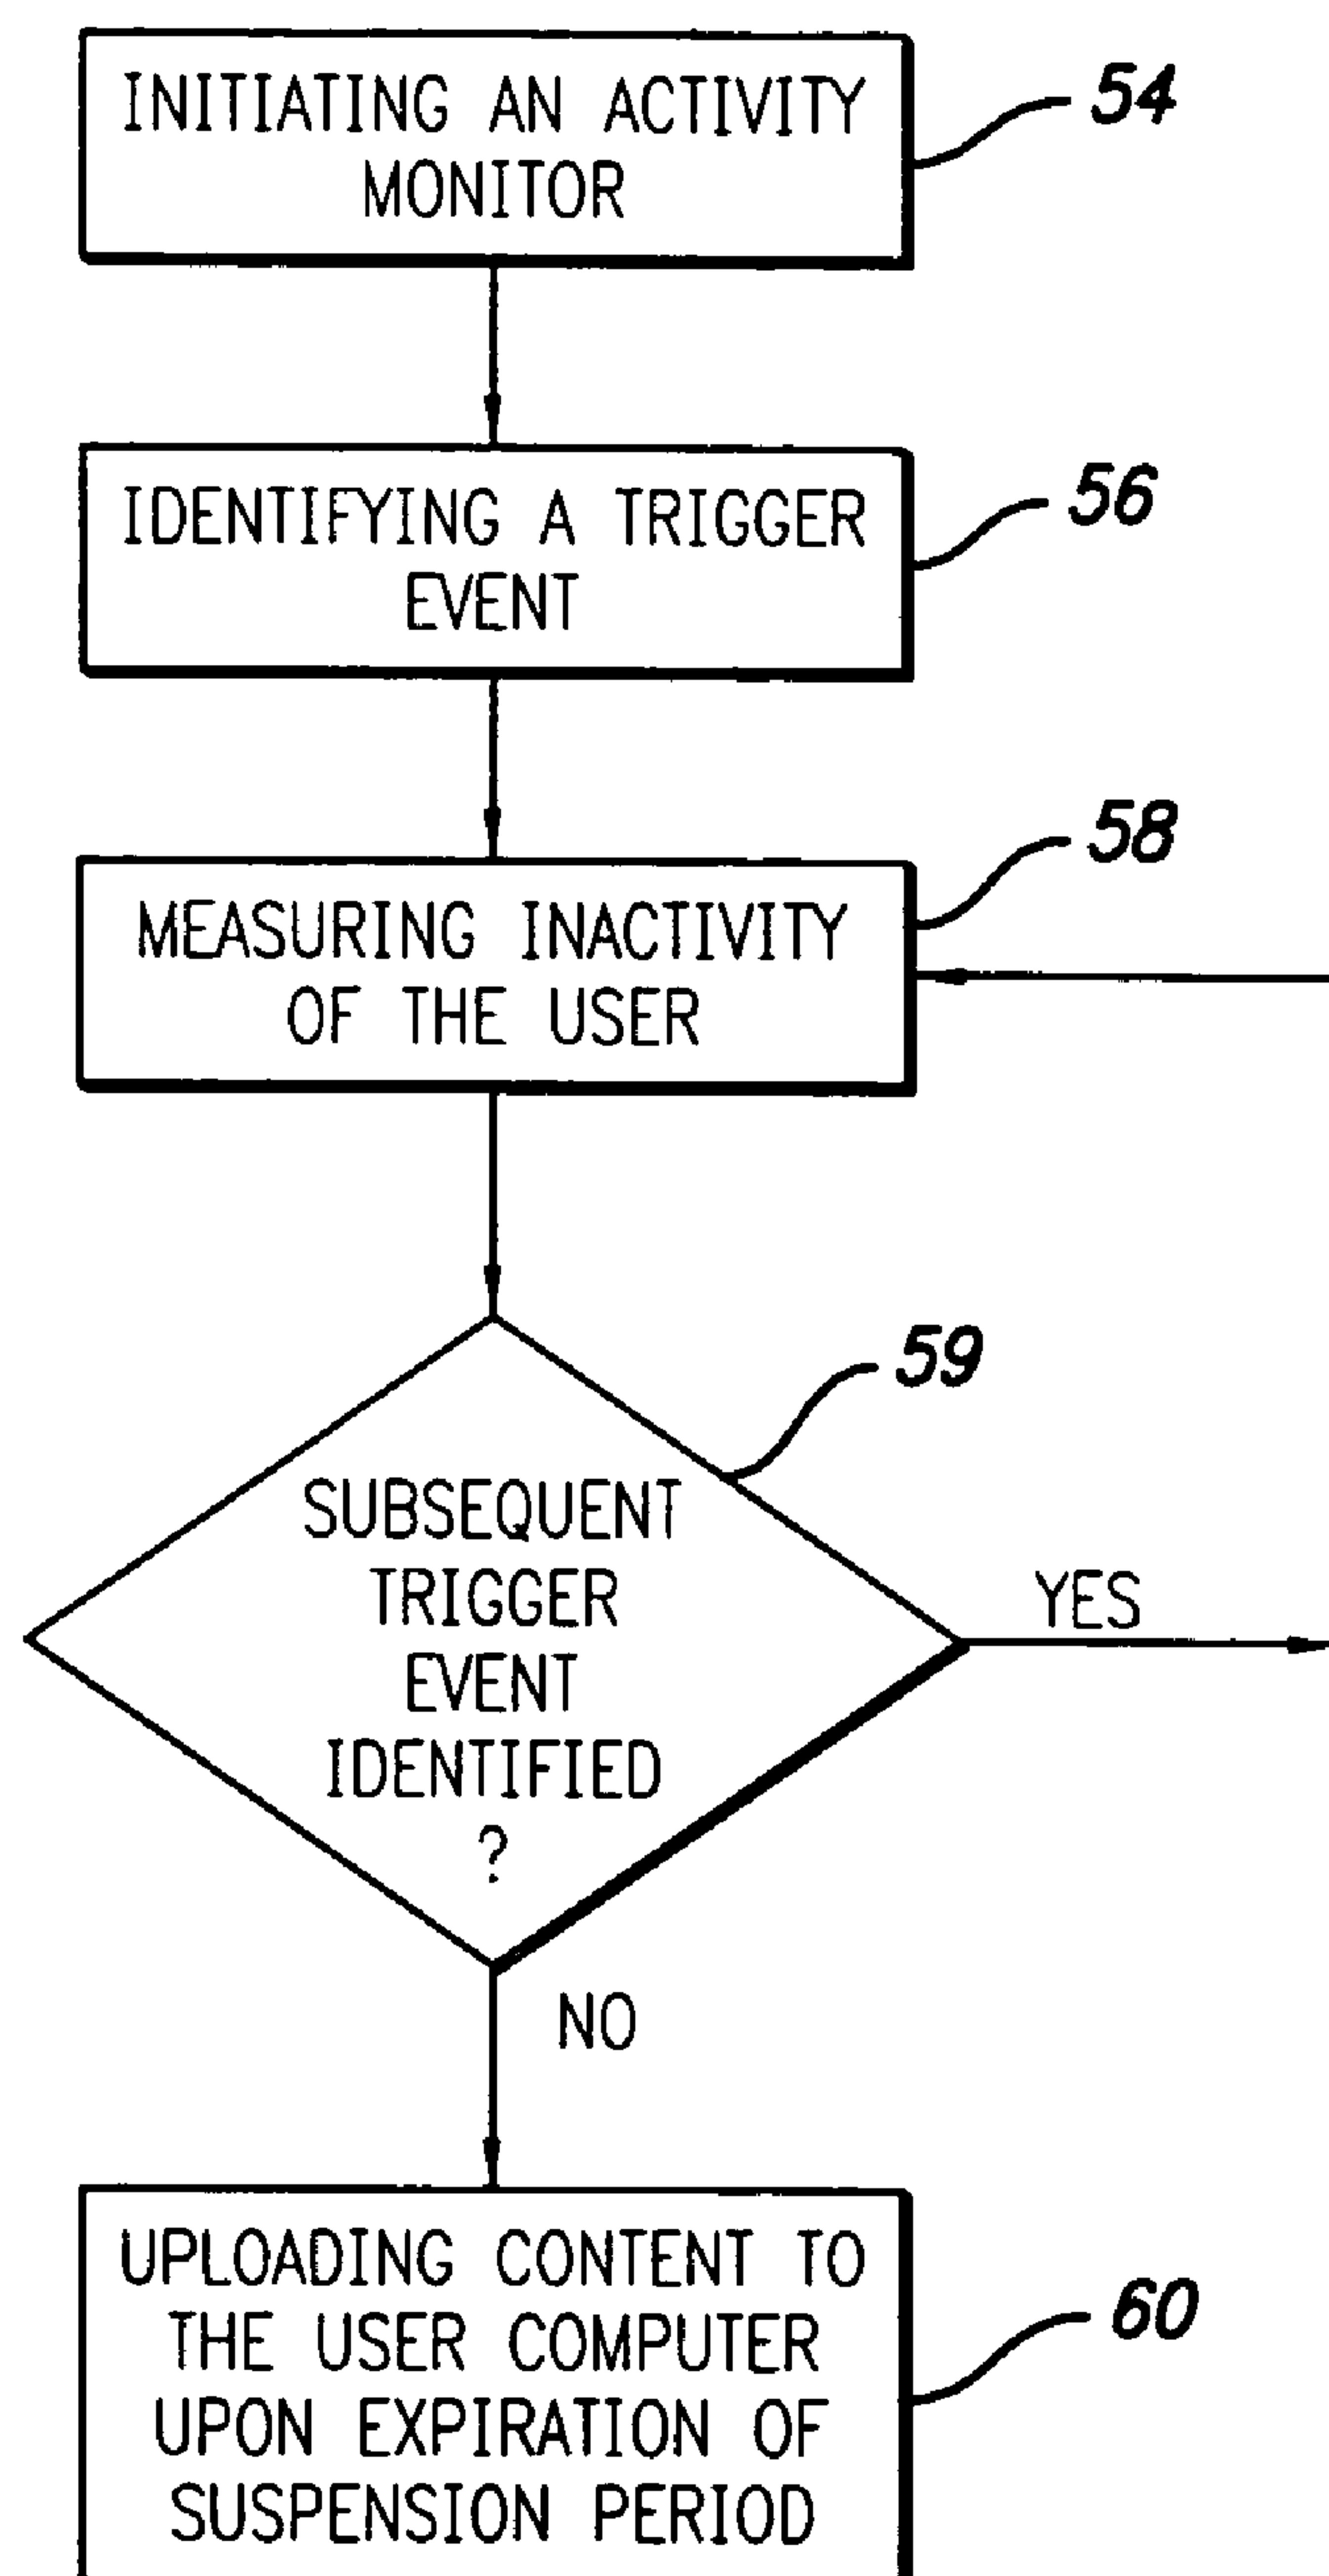 INITIATING AN ACTIVITY
MONITOR
54
IDENTIFYING A TRIGGER
EVENT
56
MEASURING INACTIVITY
OF THE USER
58
SUBSEQUENT
TRIGGER
EVENT
IDENTIFIED
?
59
YES
NO
UPLOADING CONTENT TO
THE USER COMPUTER
UPON EXPIRATION OF
SUSPENSION PERIOD
60